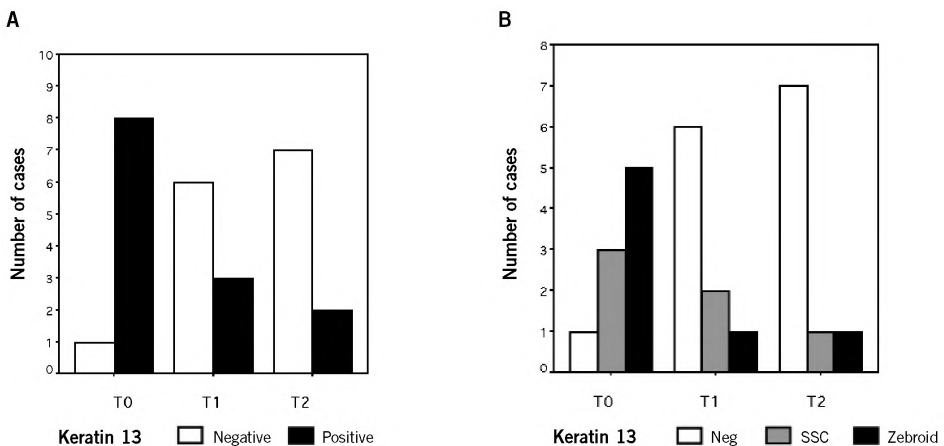 A
Number of cases
10
9
8
7
6
5
4
3
2
1
0
T0 T1 T2
Keratin 13 Negative Positive
B
Number of cases
8
7
6
5
4
3
2
1
0
T0 T1 T2
Keratin 13 Neg SSC Zebroid